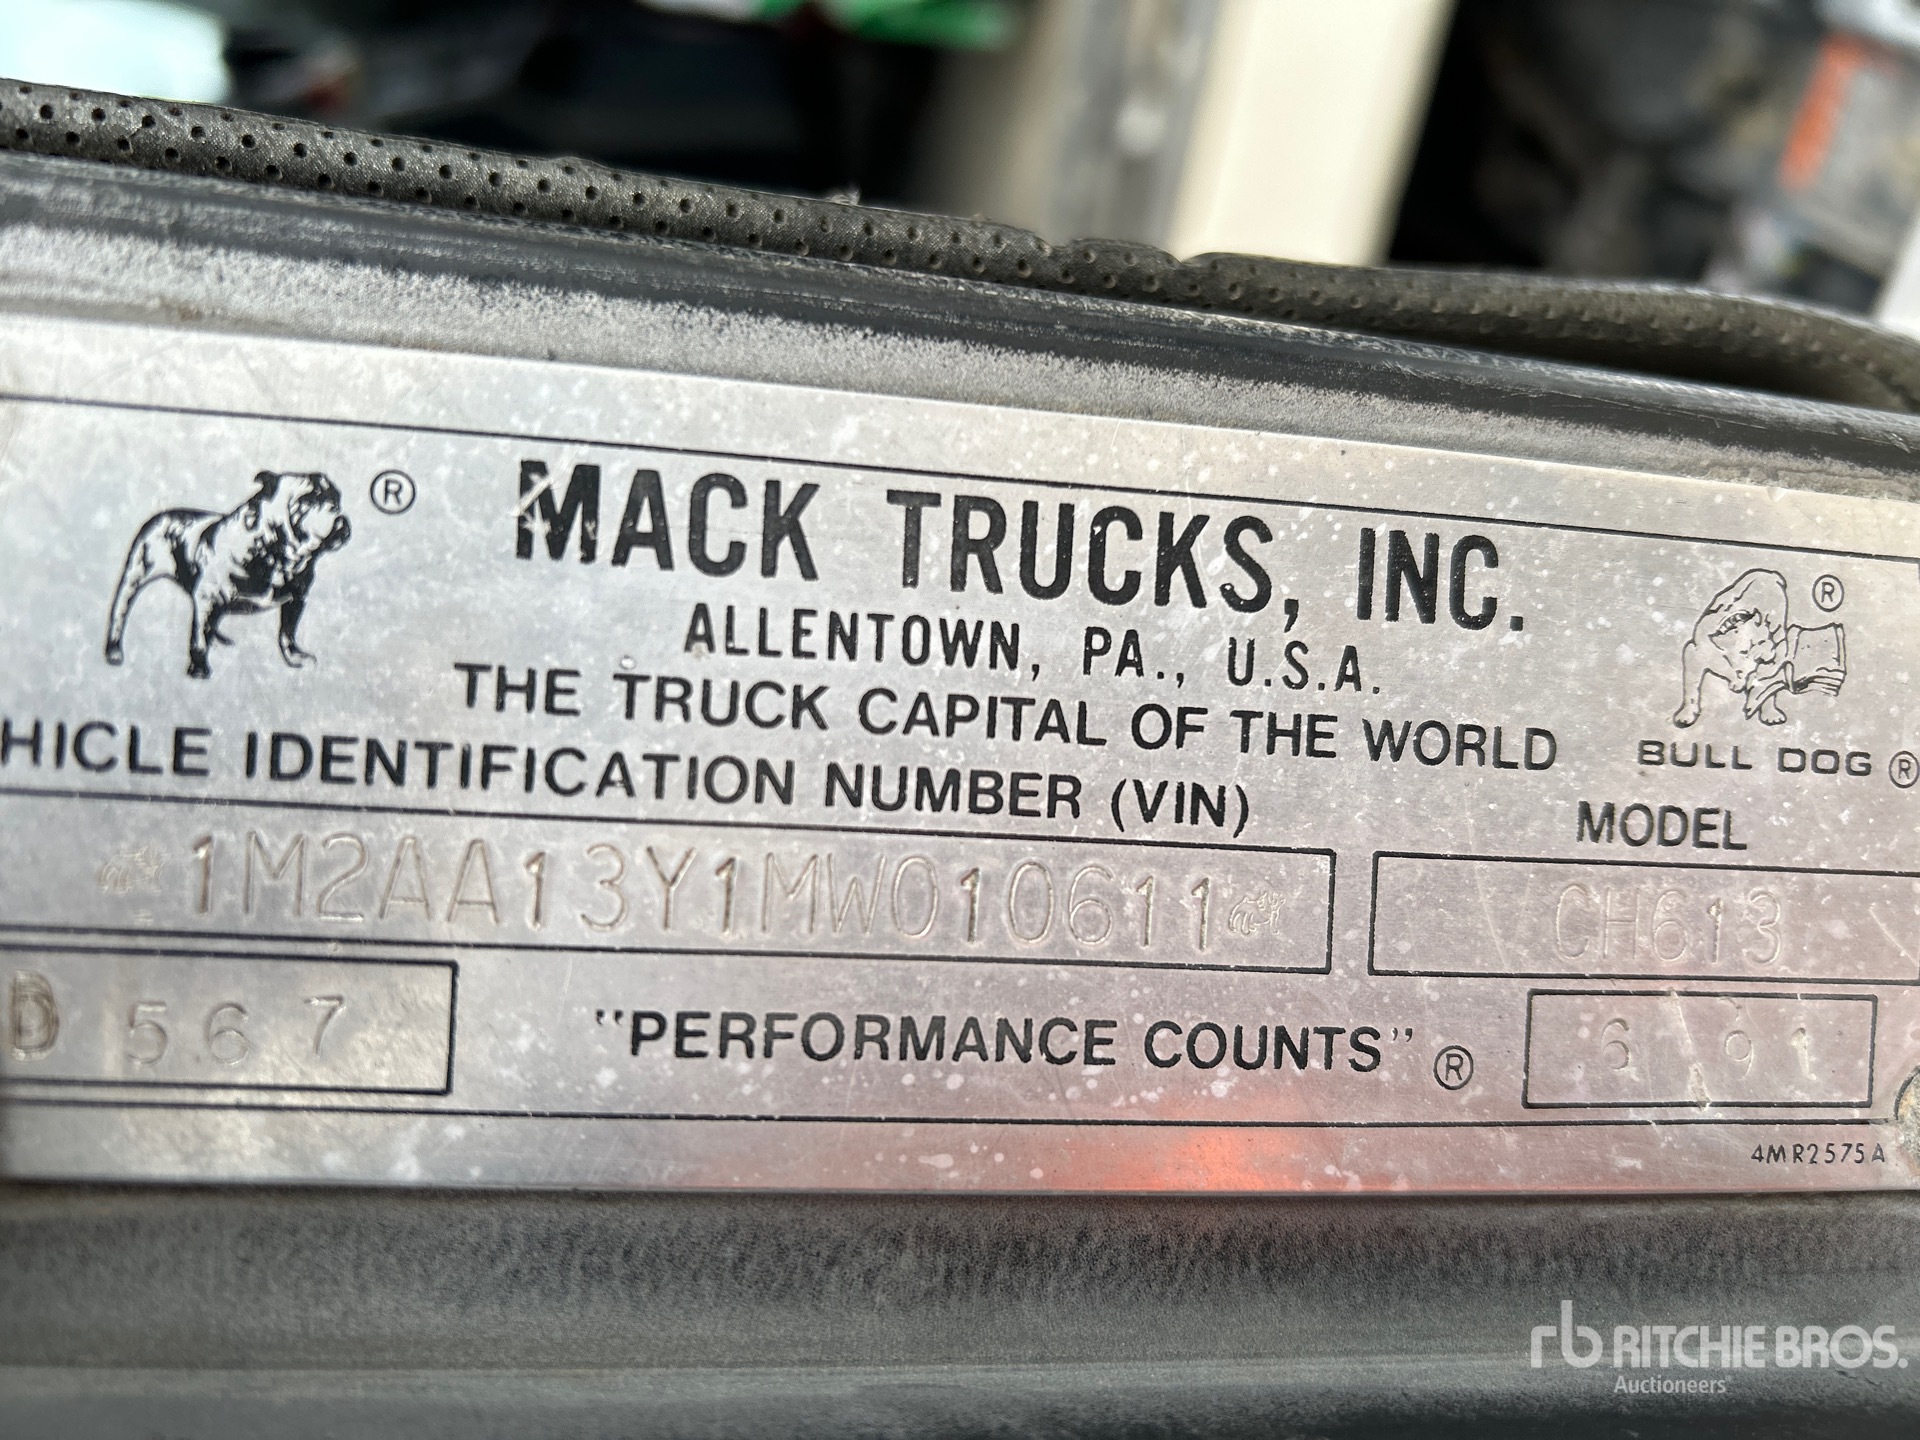 ® MACK TRUCKS, INC. ®
ALLENTOWN, PA., U.S.A.
THE TRUCK CAPITAL OF THE WORLD
BULL DOG ®
HICLE IDENTIFICATION NUMBER (VIN)
MODEL
1M2AA13Y1MW010611
CH613
D 567
"PERFORMANCE COUNTS" ®
6 91
4MR2575A
rb RITCHIE BROS.
Auctioneers